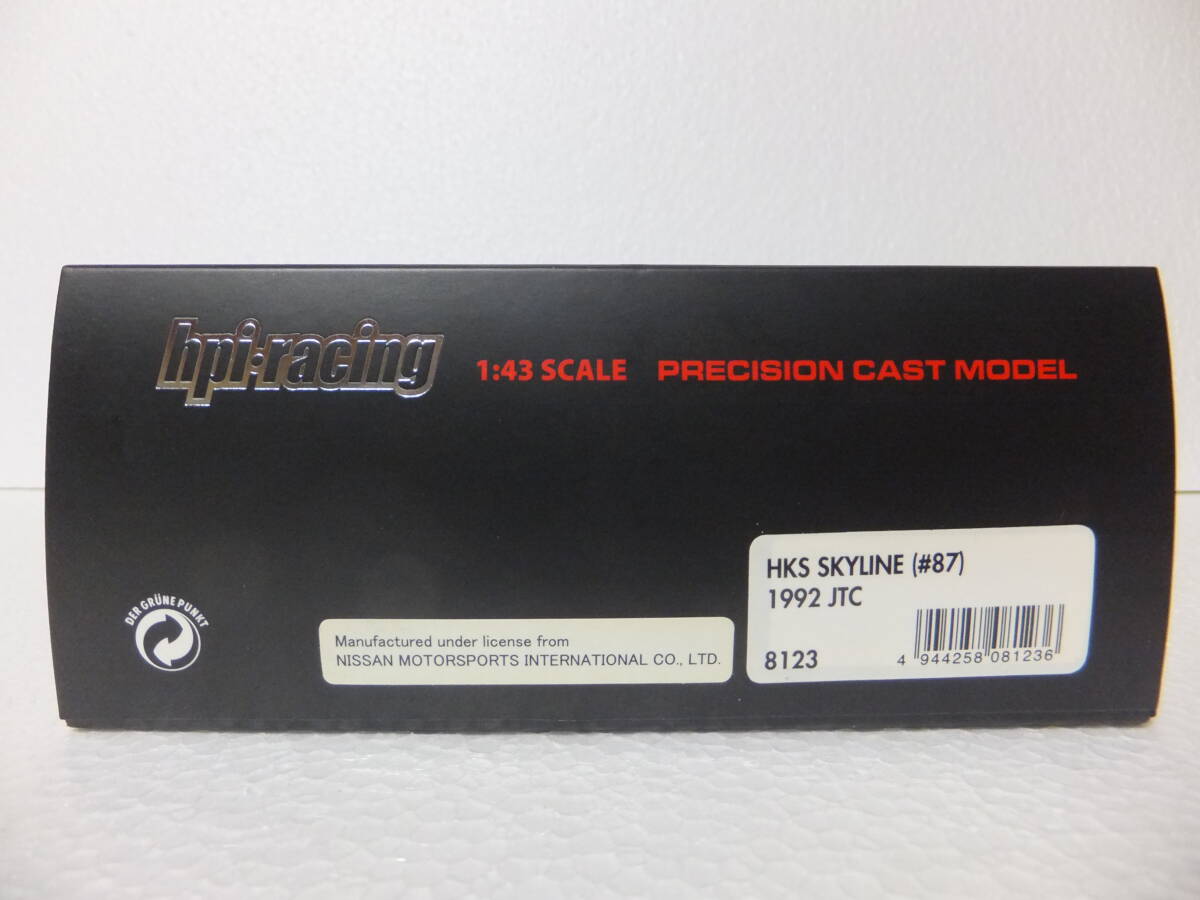 hpi·racing 1:43 SCALE PRECISION CAST MODEL
DER GRÜNE PUNKT
Manufactured under license from
NISSAN MOTORSPORTS INTERNATIONAL CO., LTD.
HKS SKYLINE (#87)
1992 JTC
8123
4 944258 081236